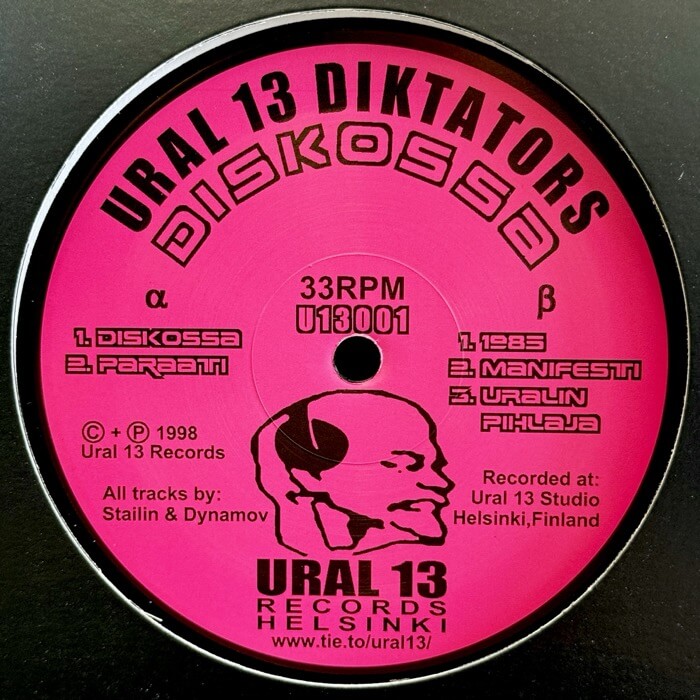 URAL 13 DIKTATORS
DISKOSSA
α
33RPM
β
U13001
1. DISKOSSA
2. PARAATI
1. 1985
2. MANIFESTI
3. URALIN
PIHLAJA
© + ℗ 1998
Ural 13 Records
All tracks by:
Stailin & Dynamov
Recorded at:
Ural 13 Studio
Helsinki,Finland
URAL 13
RECORDS
HELSINKI
www.tie.to/ural13/